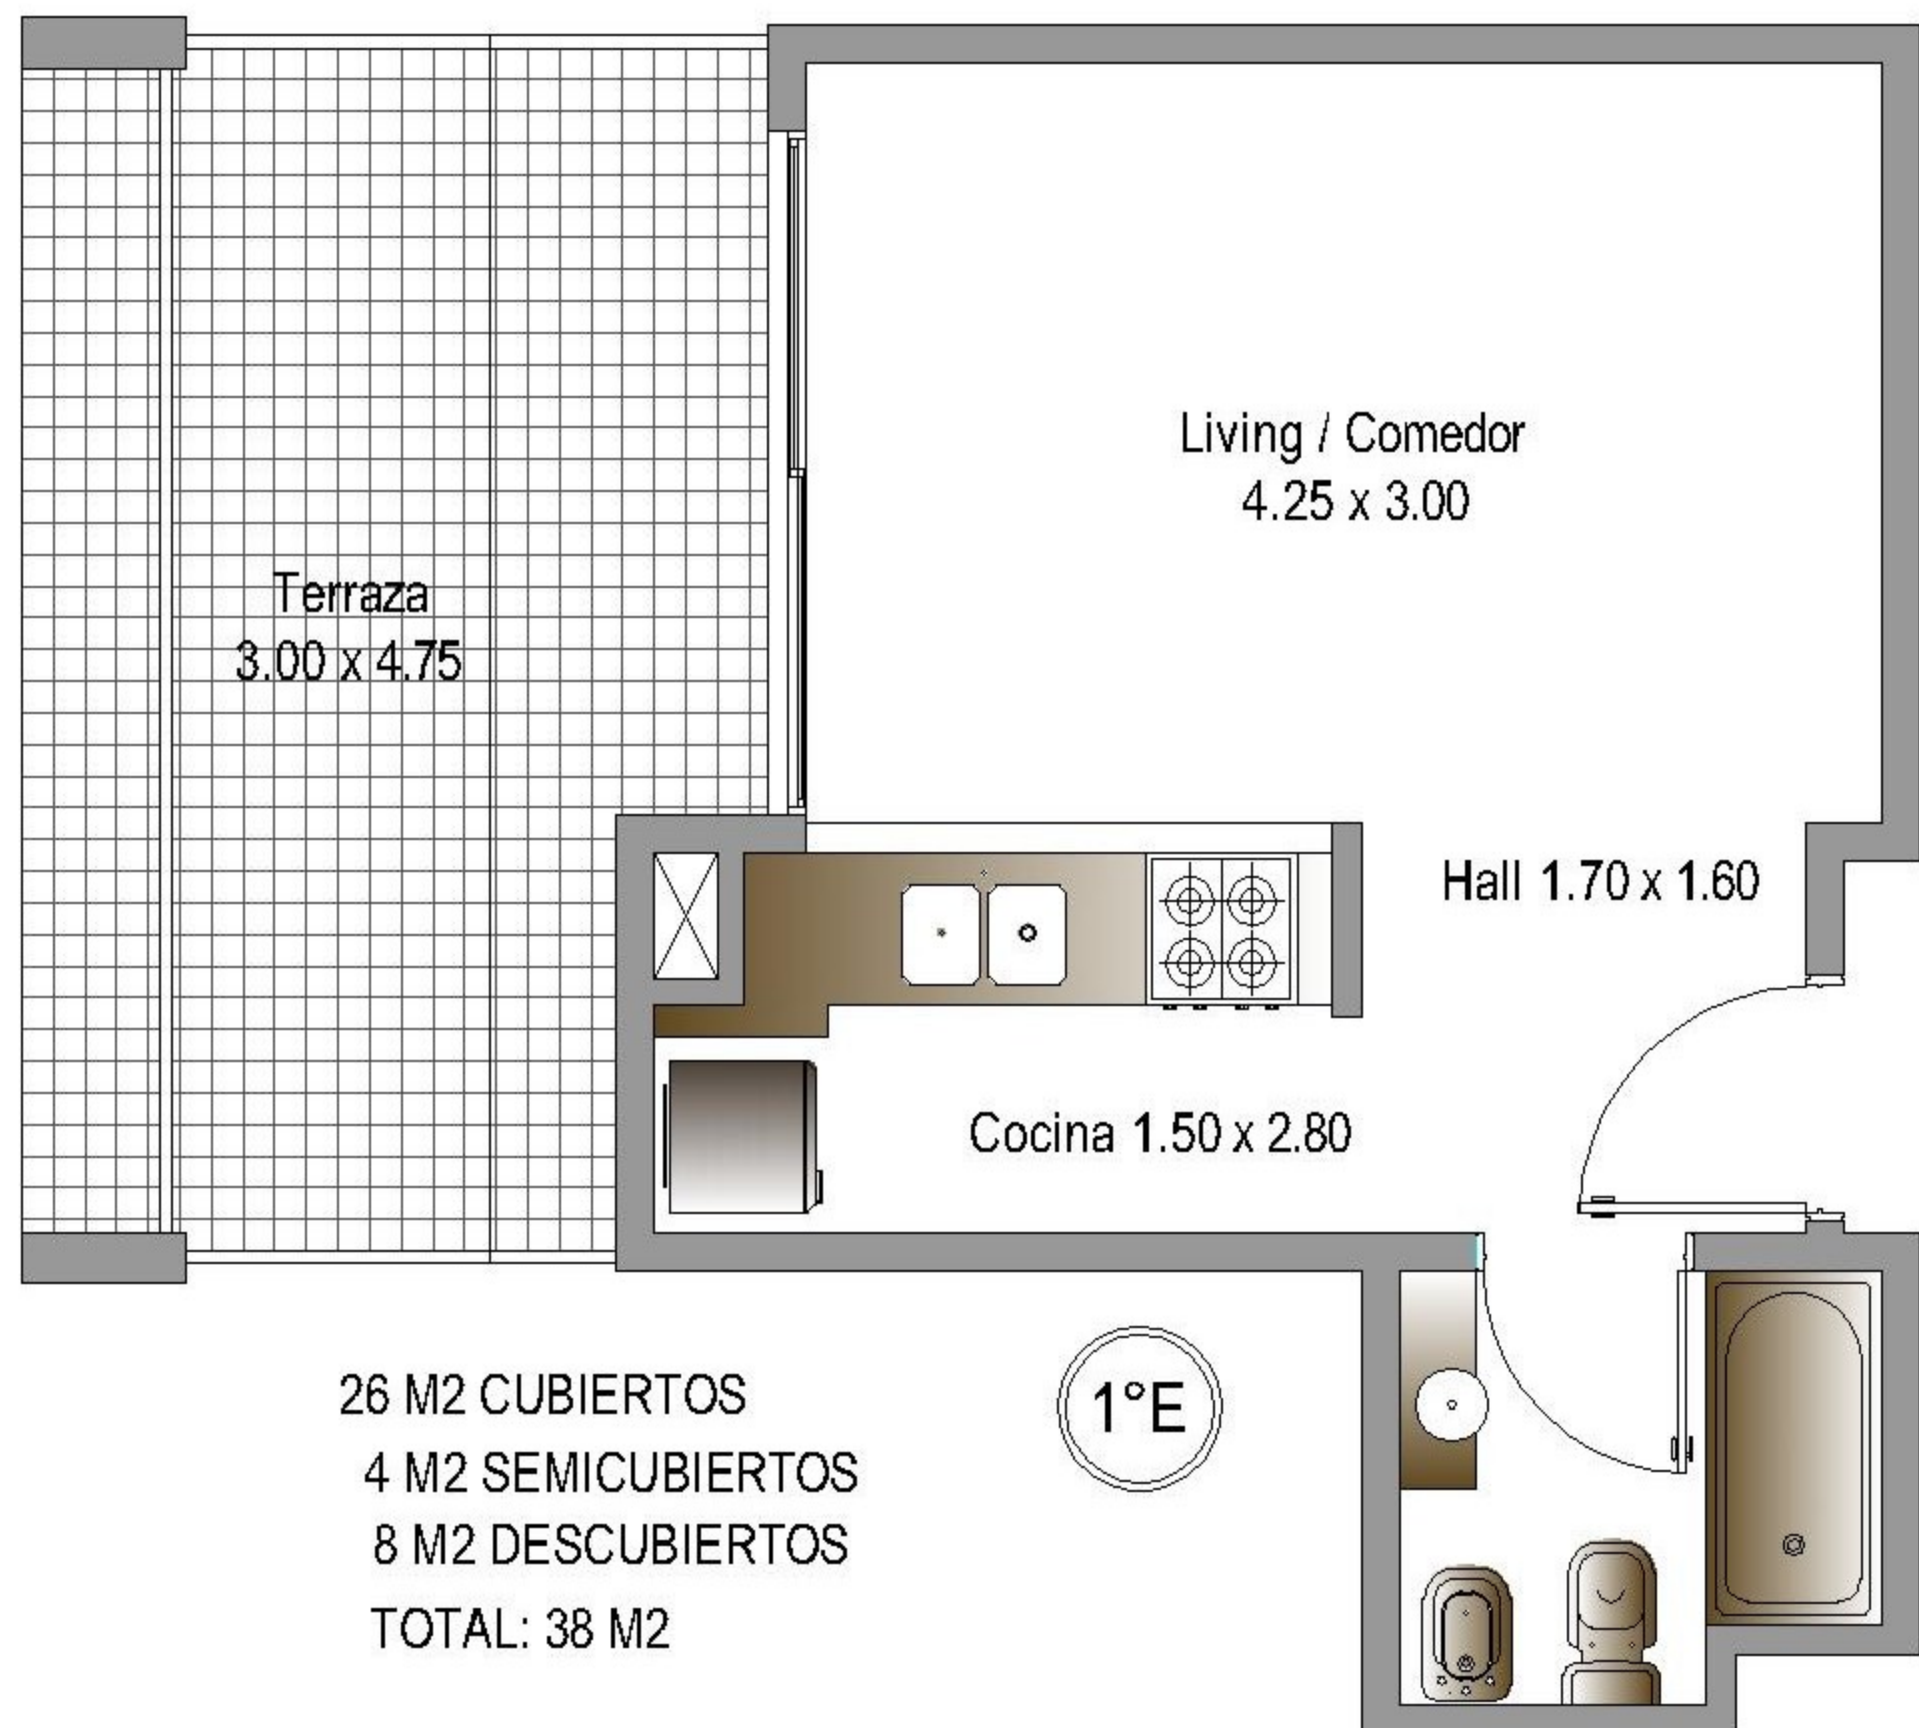 Living / Comedor
4.25 x 3.00
Terraza
3.00 x 4.75
Hall 1.70 x 1.60
Cocina 1.50 x 2.80
26 M2 CUBIERTOS
4 M2 SEMICUBIERTOS
8 M2 DESCUBIERTOS
TOTAL: 38 M2
1°E